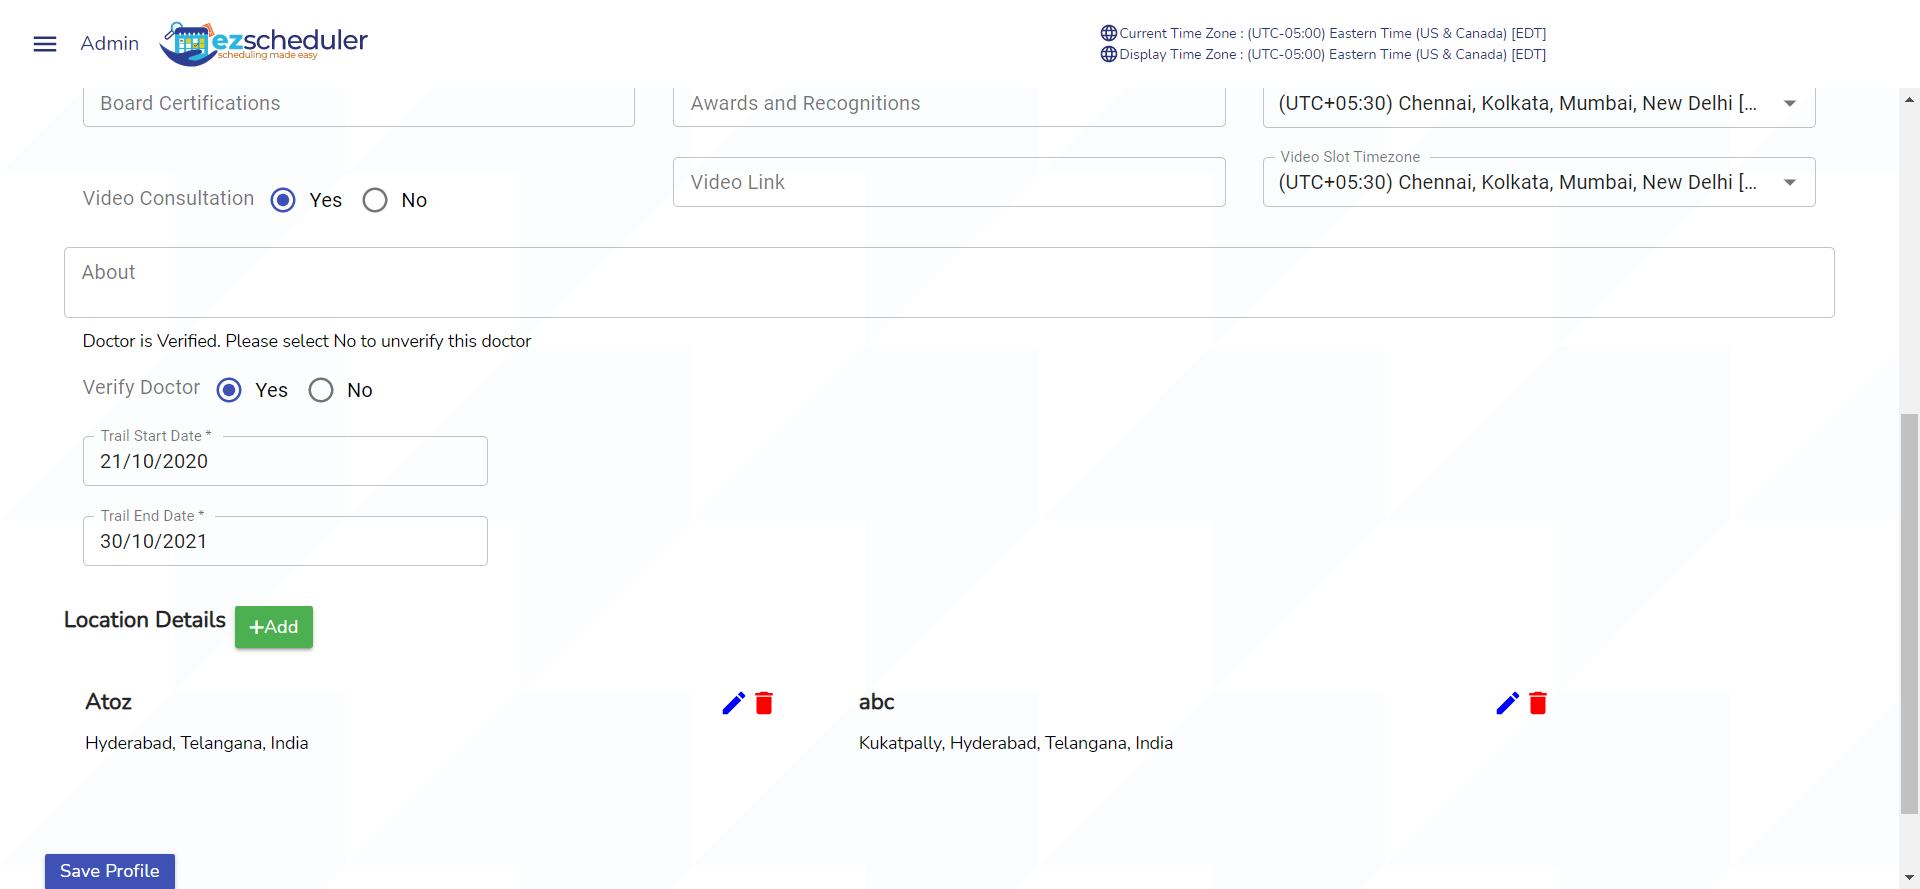 Admin
ezscheduler
scheduling made easy
Current Time Zone : (UTC-05:00) Eastern Time (US & Canada) [EDT]
Display Time Zone : (UTC-05:00) Eastern Time (US & Canada) [EDT]
Board Certifications
Awards and Recognitions
(UTC+05:30) Chennai, Kolkata, Mumbai, New Delhi [...
Video Consultation Yes No
Video Link
Video Slot Timezone
(UTC+05:30) Chennai, Kolkata, Mumbai, New Delhi [...
About
Doctor is Verified. Please select No to unverify this doctor
Verify Doctor Yes No
Trail Start Date *
21/10/2020
Trail End Date *
30/10/2021
Location Details +Add
Atoz
Hyderabad, Telangana, India
abc
Kukatpally, Hyderabad, Telangana, India
Save Profile